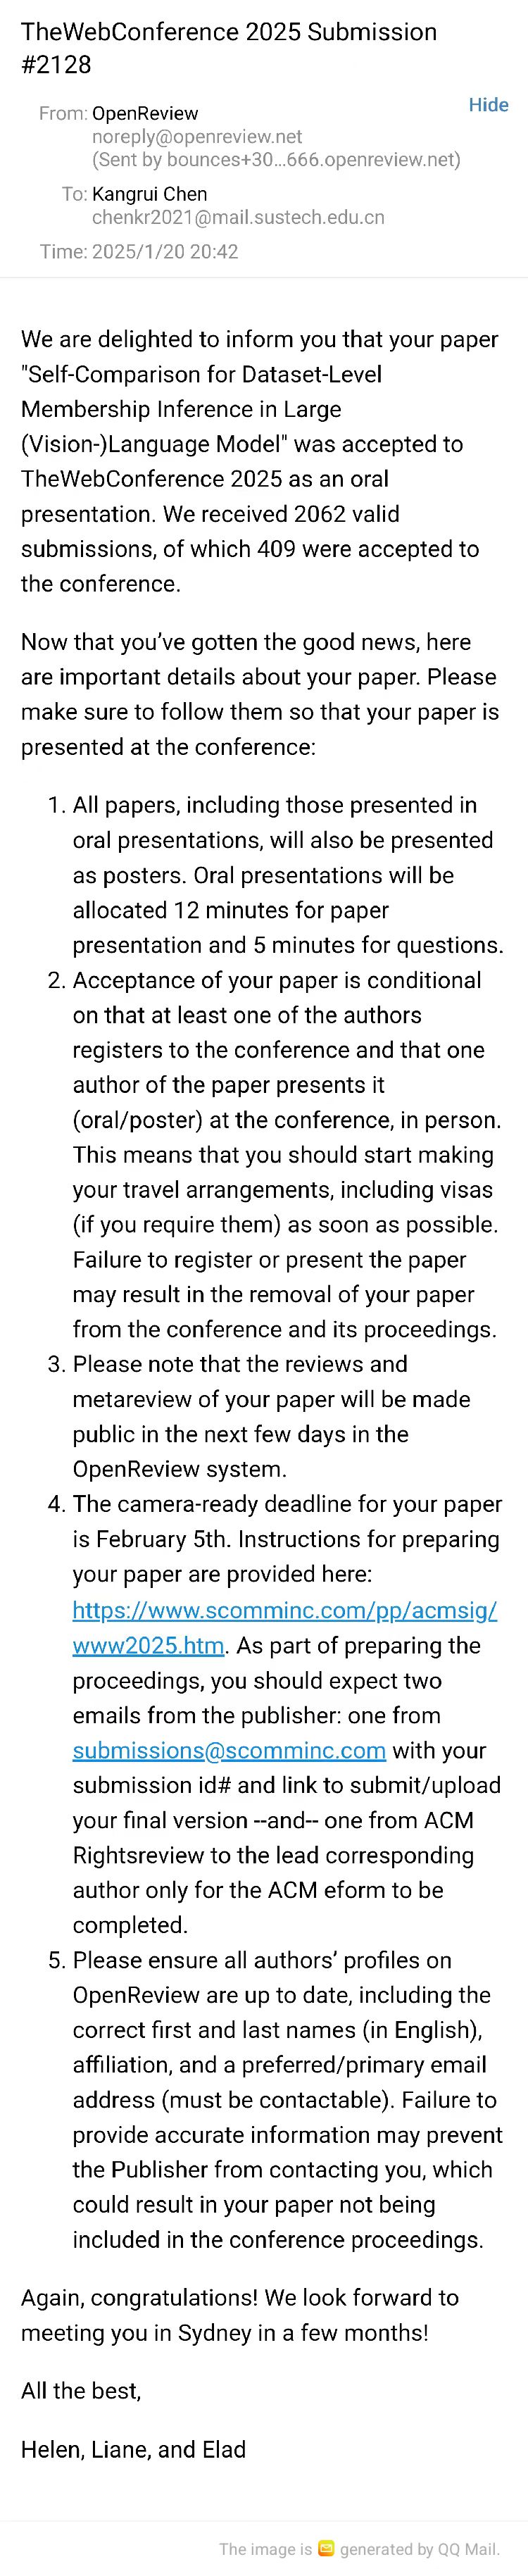 TheWebConference 2025 Submission
#2128
Hide
From: OpenReview
noreply@openreview.net
(Sent by bounces+30...666.openreview.net)
To: Kangrui Chen
chenkr2021@mail.sustech.edu.cn
Time: 2025/1/20 20:42
We are delighted to inform you that your paper
"Self-Comparison for Dataset-Level
Membership Inference in Large
(Vision-)Language Model" was accepted to
TheWebConference 2025 as an oral
presentation. We received 2062 valid
submissions, of which 409 were accepted to
the conference.
Now that you’ve gotten the good news, here
are important details about your paper. Please
make sure to follow them so that your paper is
presented at the conference:
1. All papers, including those presented in
oral presentations, will also be presented
as posters. Oral presentations will be
allocated 12 minutes for paper
presentation and 5 minutes for questions.
2. Acceptance of your paper is conditional
on that at least one of the authors
registers to the conference and that one
author of the paper presents it
(oral/poster) at the conference, in person.
This means that you should start making
your travel arrangements, including visas
(if you require them) as soon as possible.
Failure to register or present the paper
may result in the removal of your paper
from the conference and its proceedings.
3. Please note that the reviews and
metareview of your paper will be made
public in the next few days in the
OpenReview system.
4. The camera-ready deadline for your paper
is February 5th. Instructions for preparing
your paper are provided here:
https://www.scomminc.com/pp/acmsig/
www2025.htm. As part of preparing the
proceedings, you should expect two
emails from the publisher: one from
submissions@scomminc.com with your
submission id# and link to submit/upload
your final version --and-- one from ACM
Rightsreview to the lead corresponding
author only for the ACM eform to be
completed.
5. Please ensure all authors’ profiles on
OpenReview are up to date, including the
correct first and last names (in English),
affiliation, and a preferred/primary email
address (must be contactable). Failure to
provide accurate information may prevent
the Publisher from contacting you, which
could result in your paper not being
included in the conference proceedings.
Again, congratulations! We look forward to
meeting you in Sydney in a few months!
All the best,
Helen, Liane, and Elad
The image is generated by QQ Mail.